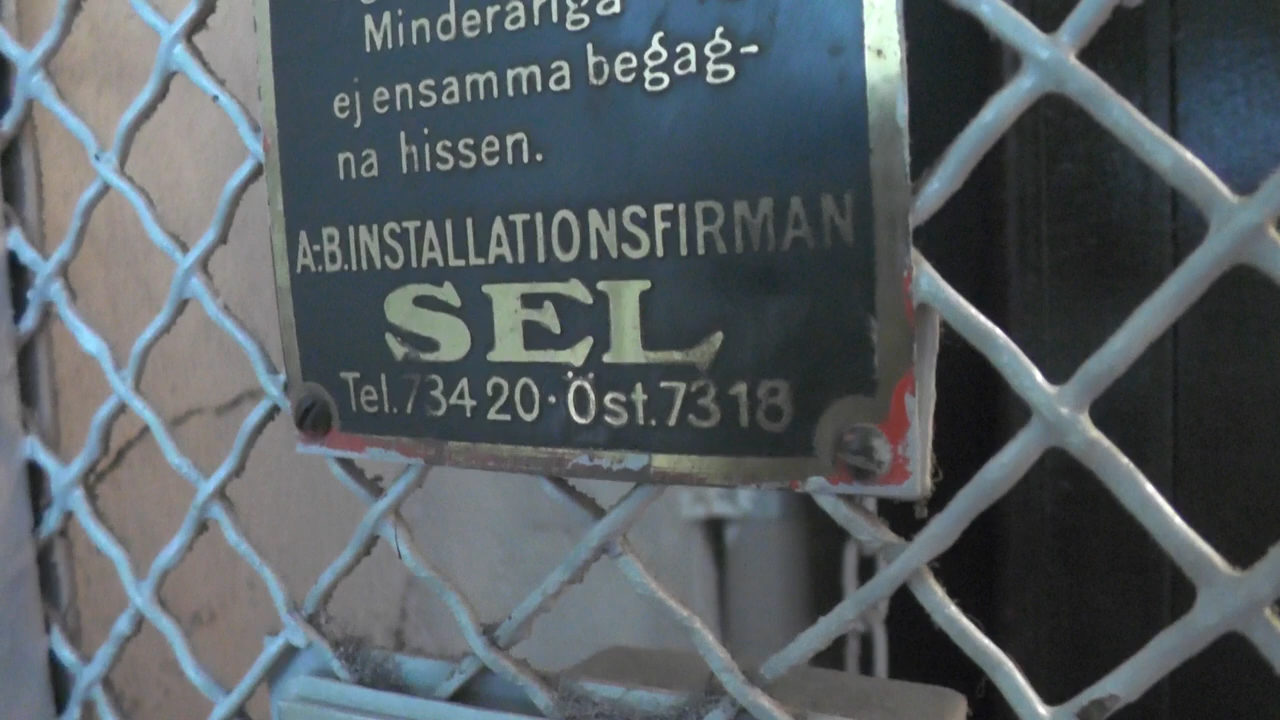 Minderåriga
ej ensamma begag-
na hissen.
A.-B. INSTALLATIONSFIRMAN
SEL
Tel. 734 20 · Öst. 73 18